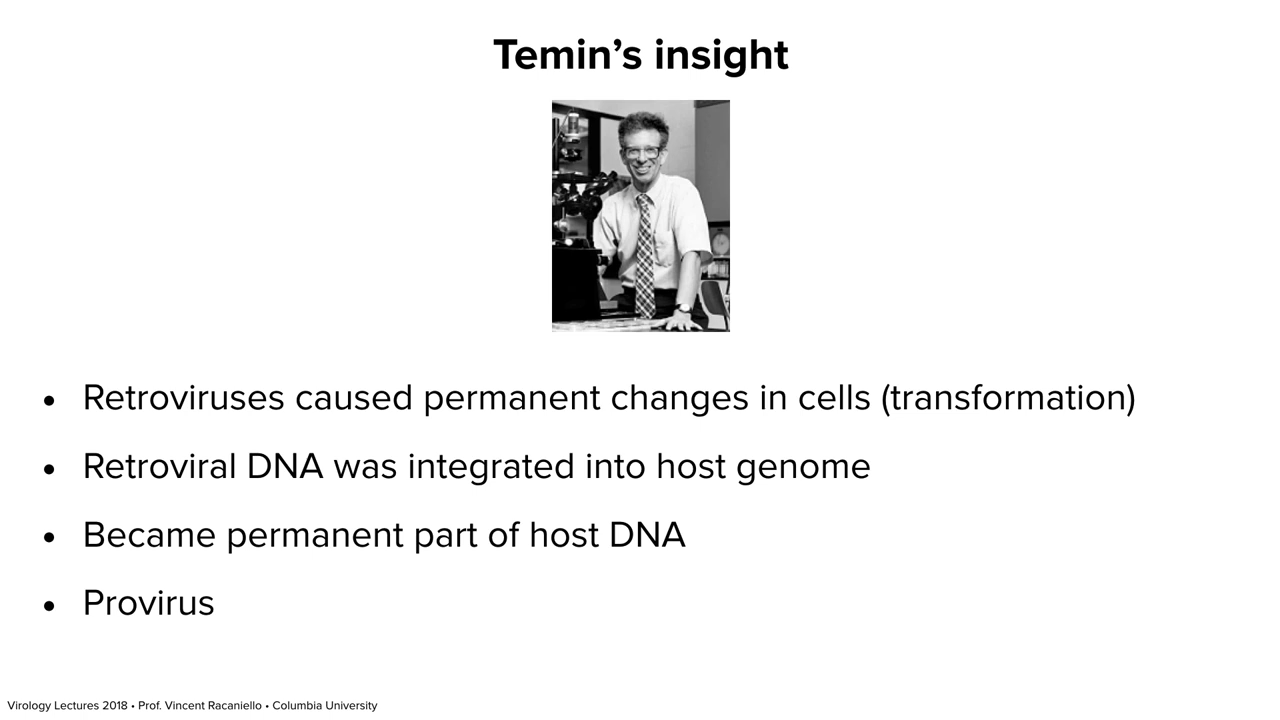 Temin’s insight
• Retroviruses caused permanent changes in cells (transformation)
• Retroviral DNA was integrated into host genome
• Became permanent part of host DNA
• Provirus
Virology Lectures 2018 • Prof. Vincent Racaniello • Columbia University